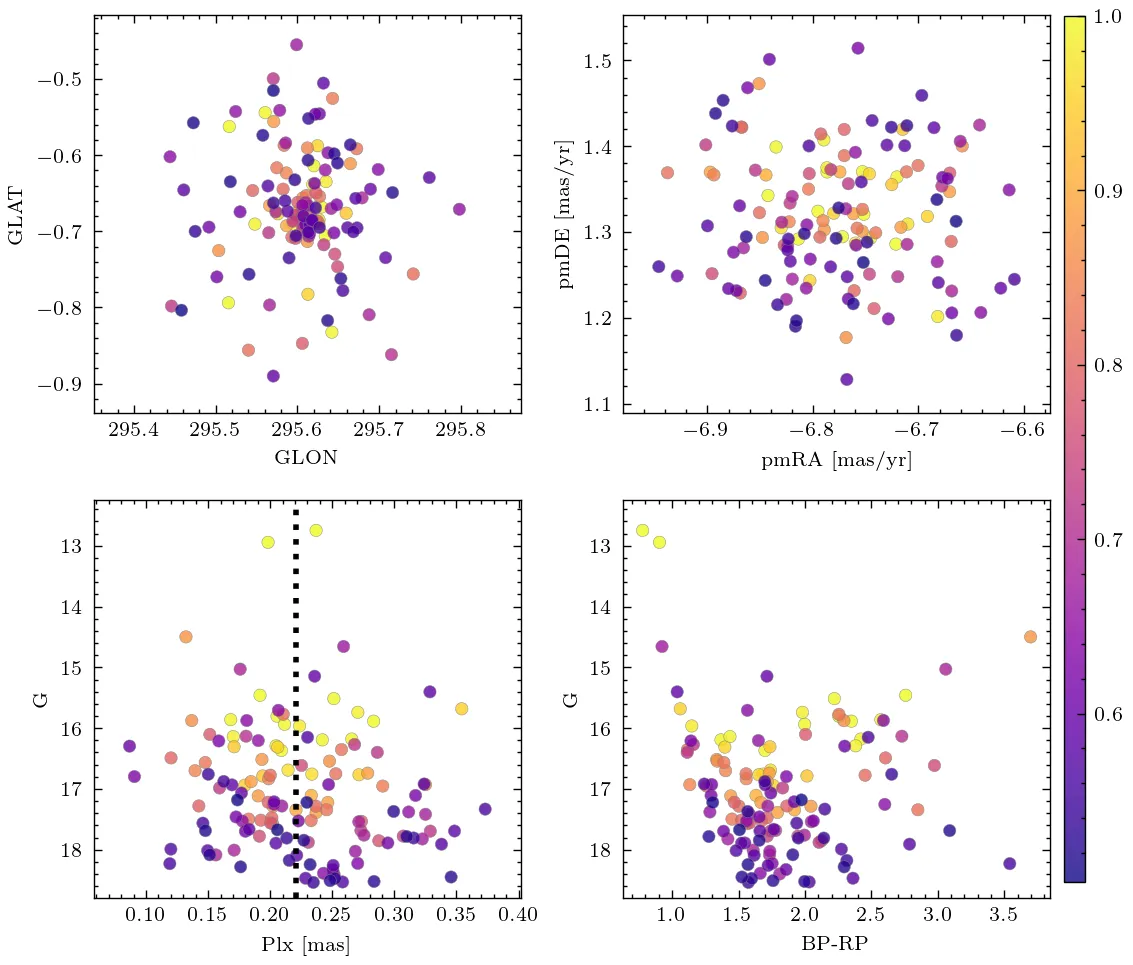 −0.5
−0.6
−0.7
−0.8
−0.9
GLAT
295.4 295.5 295.6 295.7 295.8
GLON
1.5
1.4
1.3
1.2
1.1
pmDE [mas/yr]
−6.9 −6.8 −6.7 −6.6
pmRA [mas/yr]
1.0
0.9
0.8
0.7
0.6
13
14
15
16
17
18
G
0.10 0.15 0.20 0.25 0.30 0.35 0.40
Plx [mas]
13
14
15
16
17
18
G
1.0 1.5 2.0 2.5 3.0 3.5
BP-RP